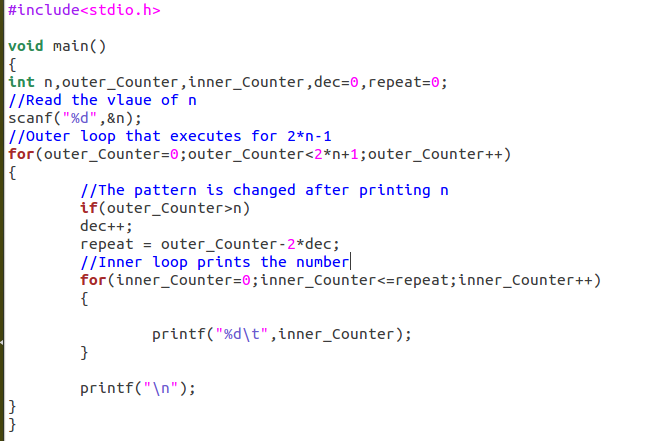 #include<stdio.h>
void main()
{
int n,outer_Counter,inner_Counter,dec=0,repeat=0;
//Read the vlaue of n
scanf("%d",&n);
//Outer loop that executes for 2*n-1
for(outer_Counter=0;outer_Counter<2*n+1;outer_Counter++)
{
//The pattern is changed after printing n
if(outer_Counter>n)
dec++;
repeat = outer_Counter-2*dec;
//Inner loop prints the number
for(inner_Counter=0;inner_Counter<=repeat;inner_Counter++)
{
printf("%d\t",inner_Counter);
}
printf("\n");
}
}